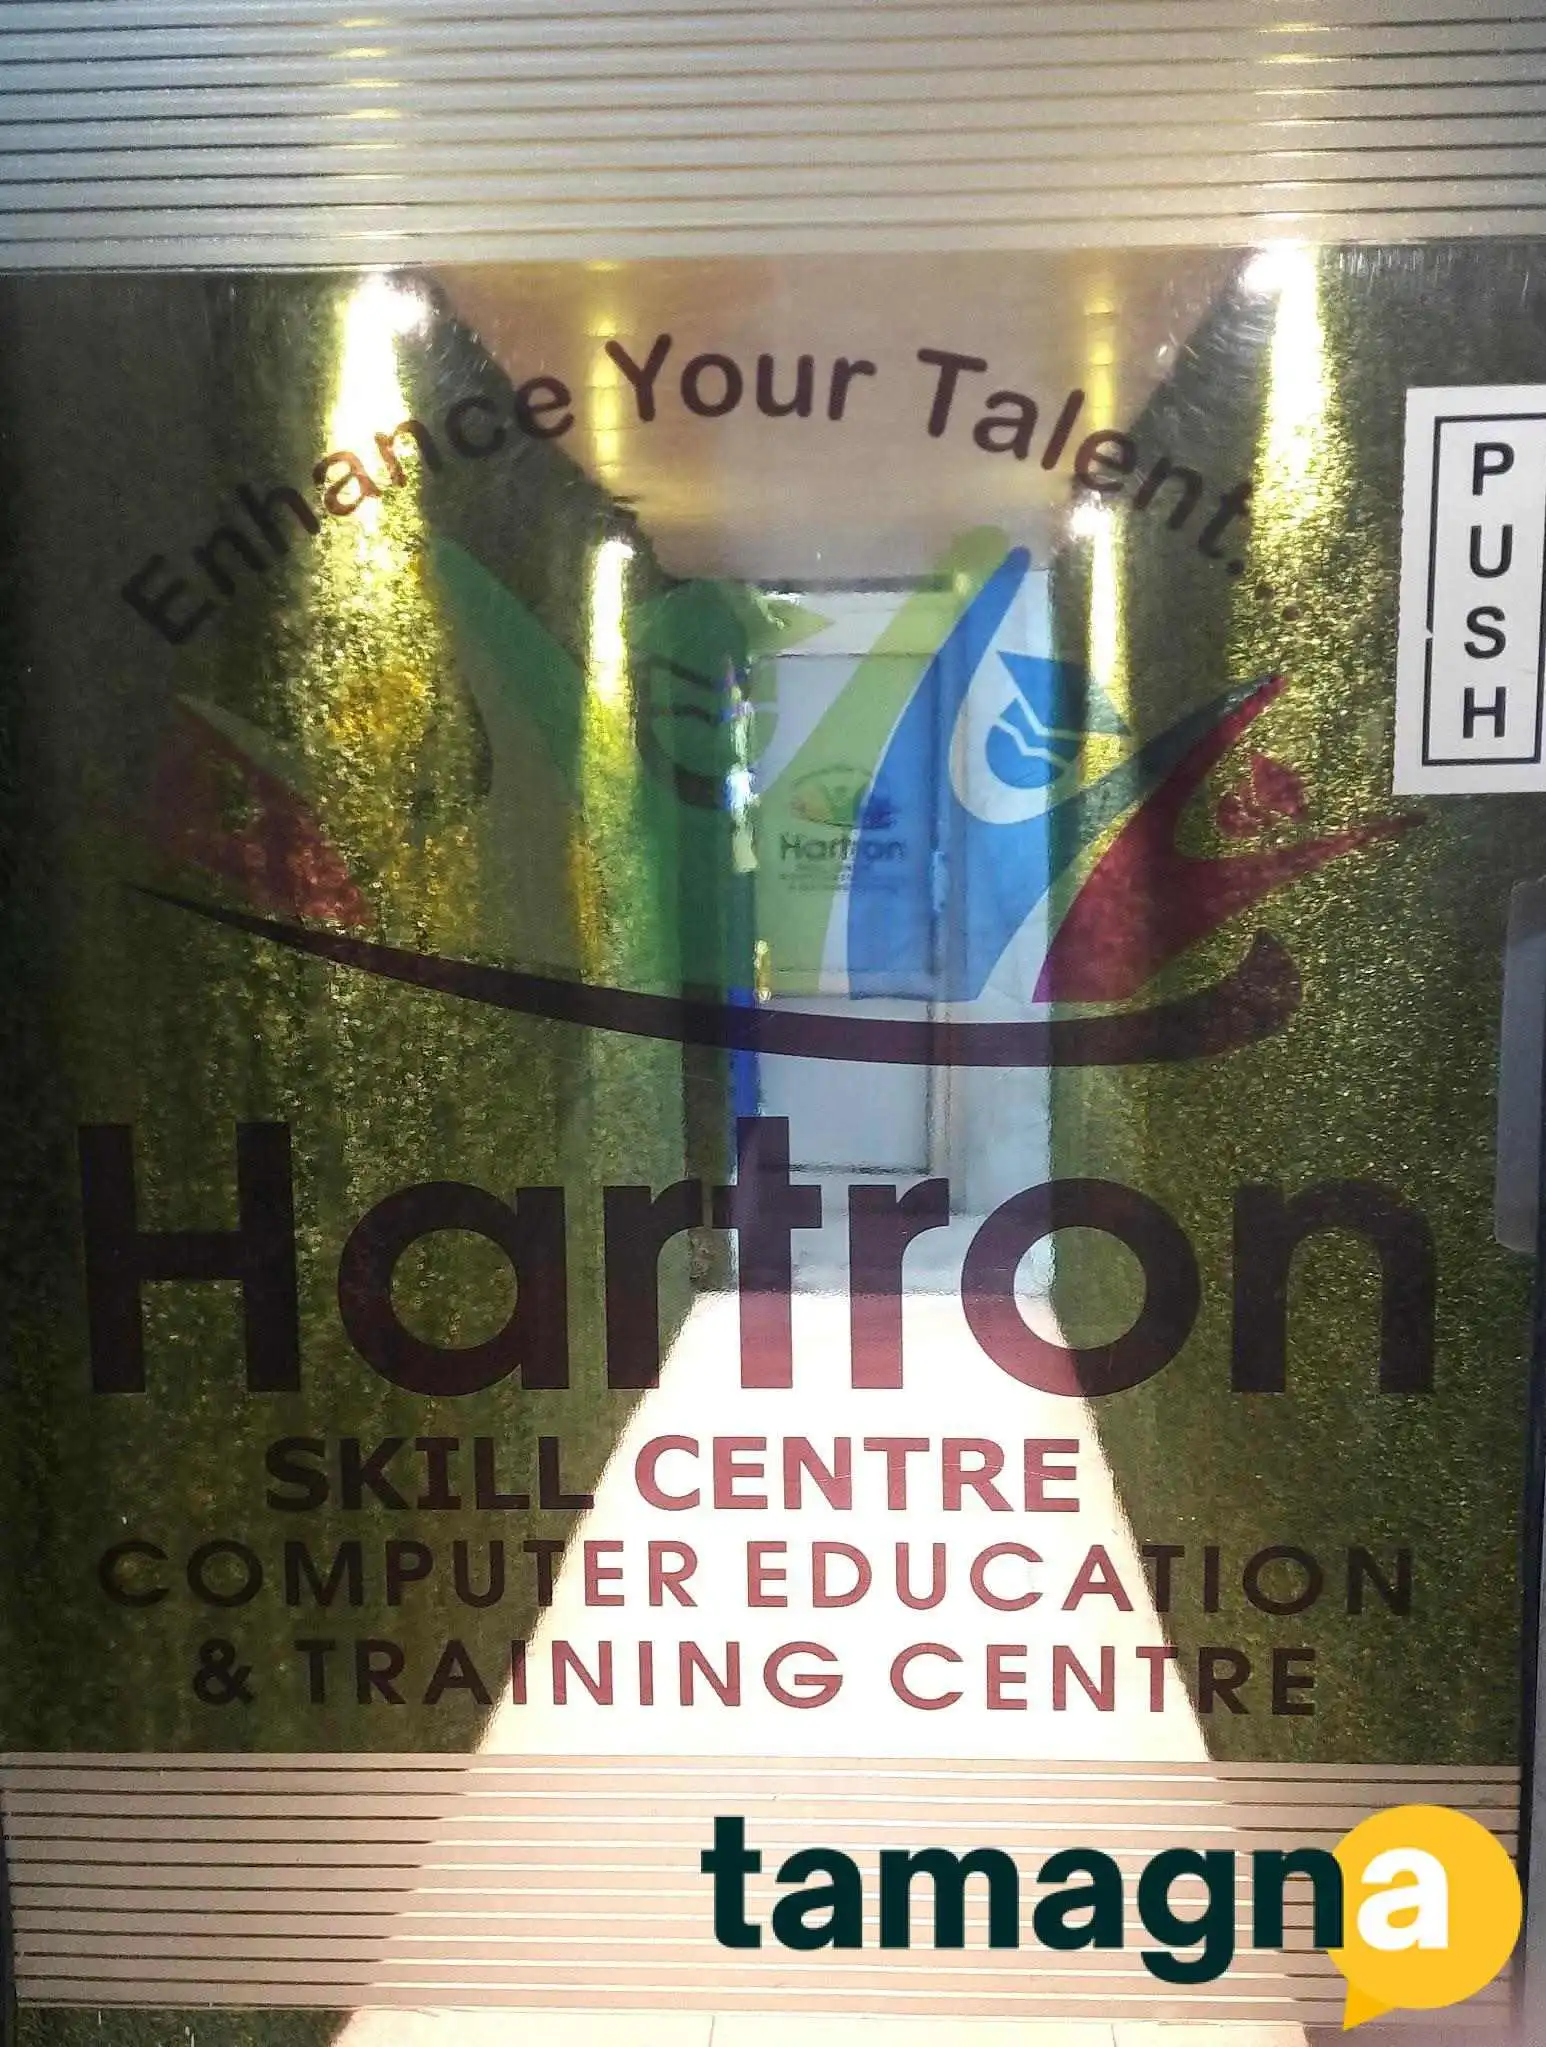 Enhance Your Talent...
PUSH
Hartron
Hartron
SKILL CENTRE
COMPUTER EDUCATION
& TRAINING CENTRE
tamagna